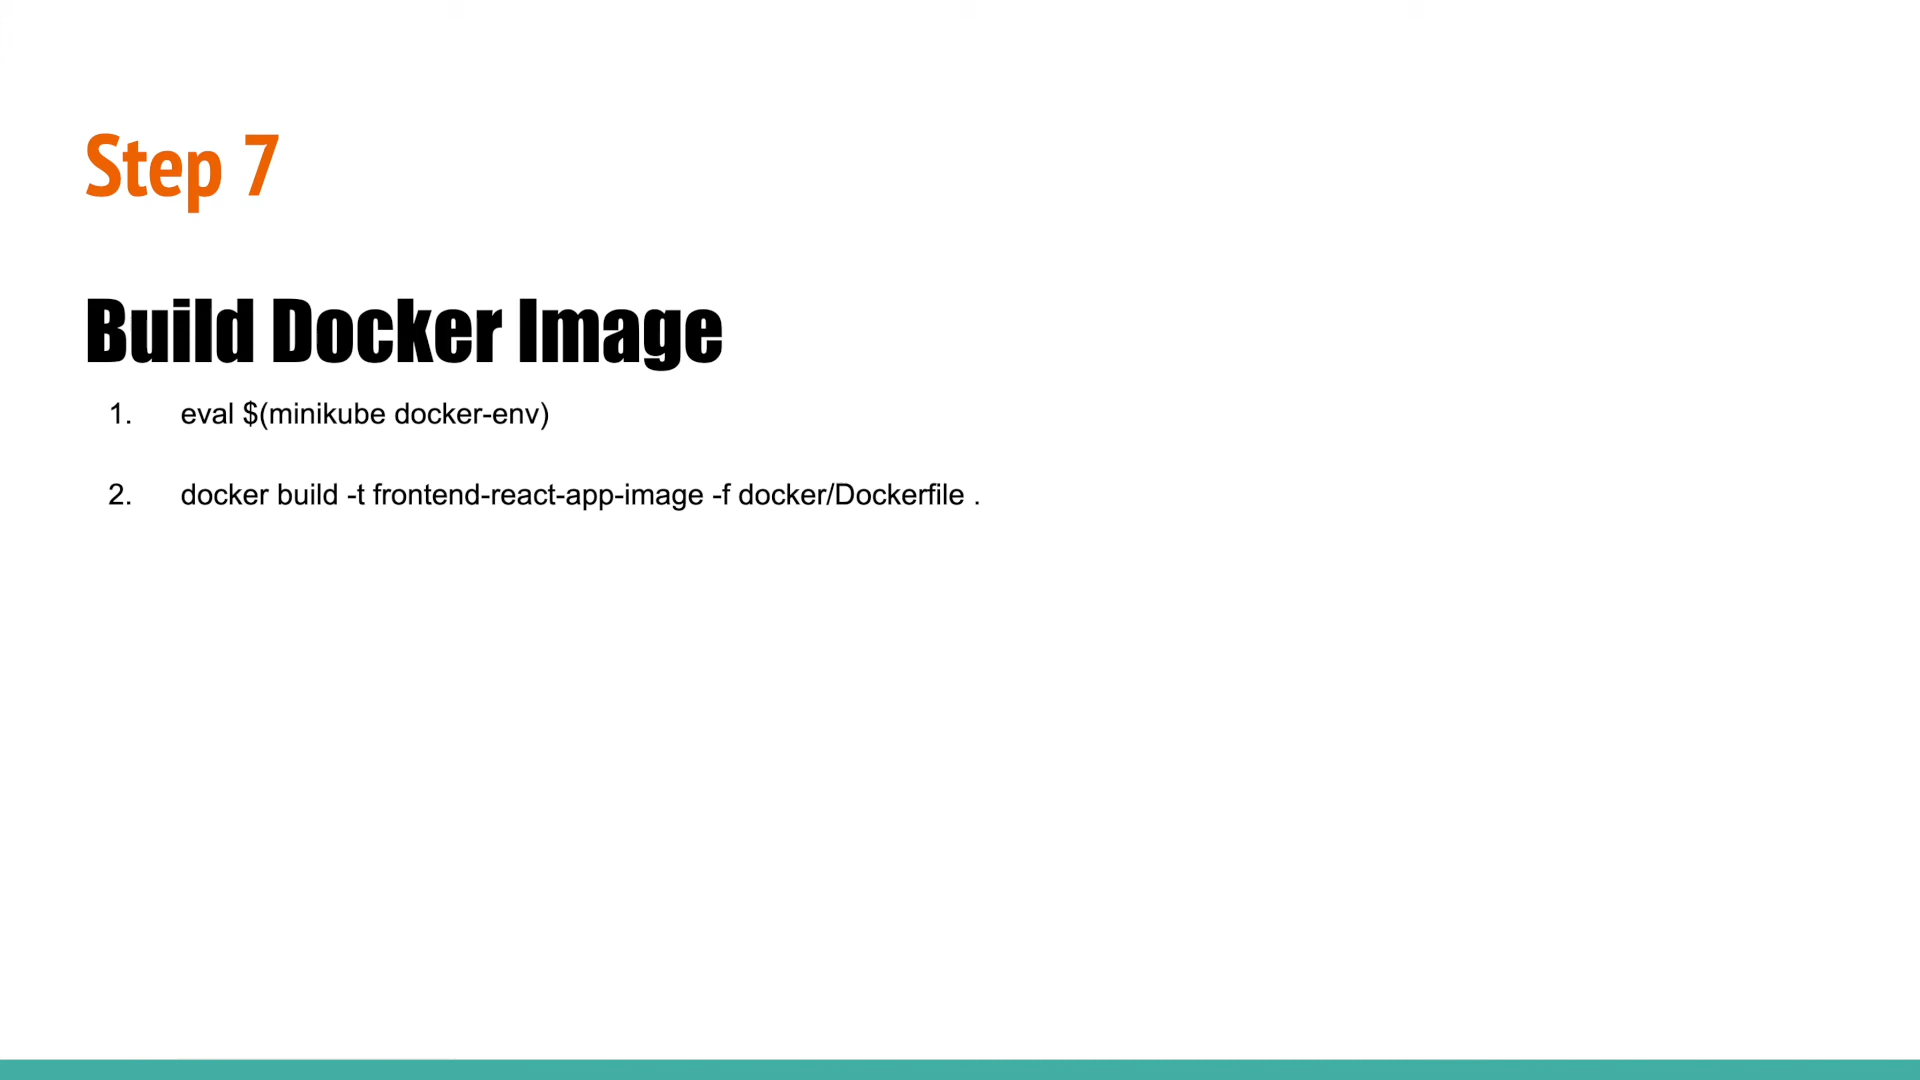 Step 7
Build Docker Image
1. eval $(minikube docker-env)
2. docker build -t frontend-react-app-image -f docker/Dockerfile .